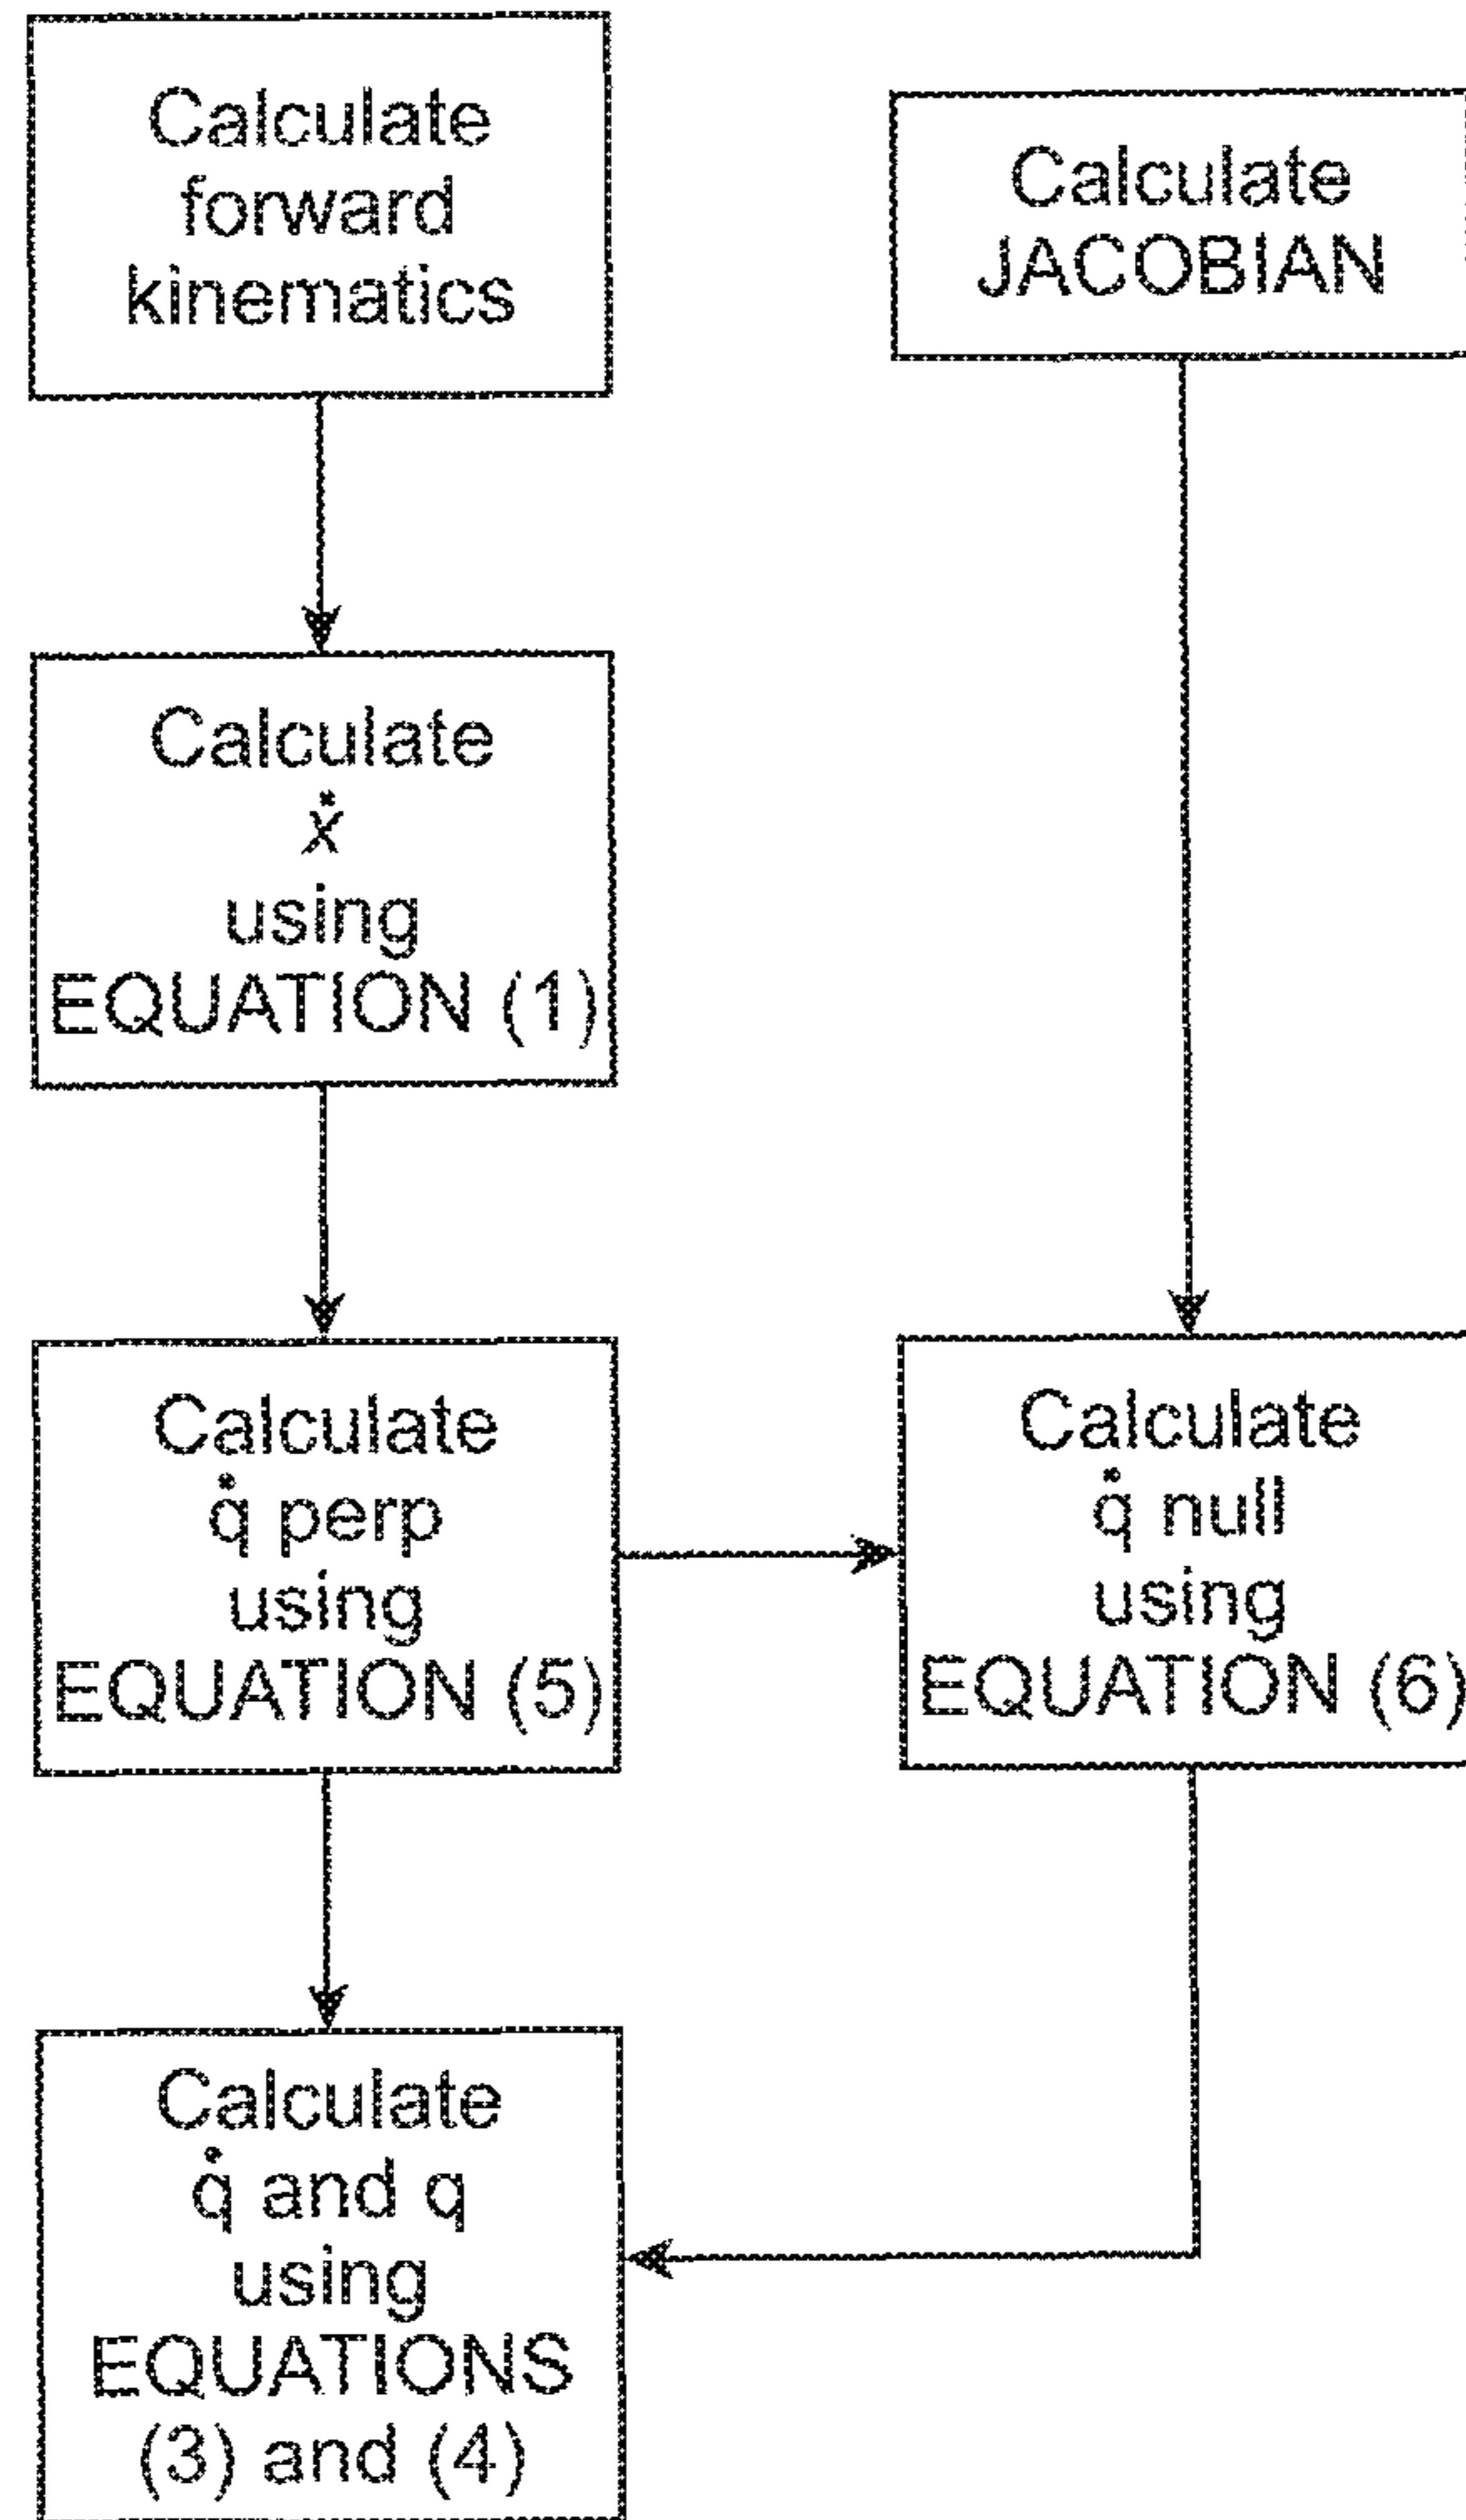 Calculate
forward
kinematics
Calculate
JACOBIAN
Calculate
ẋ
using
EQUATION (1)
Calculate
q̇ perp
using
EQUATION (5)
Calculate
q̇ null
using
EQUATION (6)
Calculate
q̇ and q
using
EQUATIONS
(3) and (4)